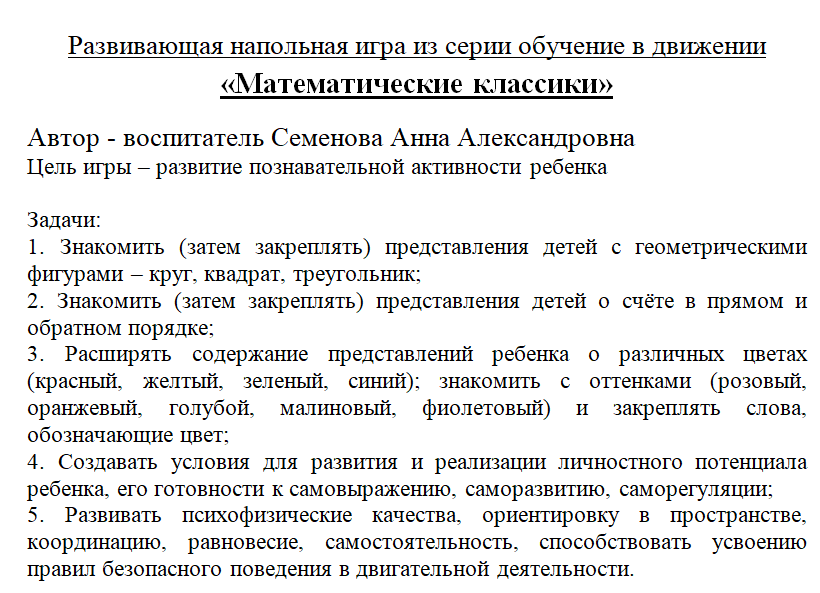 Развивающая напольная игра из серии обучение в движении
«Математические классики»
Автор - воспитатель Семенова Анна Александровна
Цель игры – развитие познавательной активности ребенка
Задачи:
1. Знакомить (затем закреплять) представления детей с геометрическими
фигурами – круг, квадрат, треугольник;
2. Знакомить (затем закреплять) представления детей о счёте в прямом и
обратном порядке;
3. Расширять содержание представлений ребенка о различных цветах
(красный, желтый, зеленый, синий); знакомить с оттенками (розовый,
оранжевый, голубой, малиновый, фиолетовый) и закреплять слова,
обозначающие цвет;
4. Создавать условия для развития и реализации личностного потенциала
ребенка, его готовности к самовыражению, саморазвитию, саморегуляции;
5. Развивать психофизические качества, ориентировку в пространстве,
координацию, равновесие, самостоятельность, способствовать усвоению
правил безопасного поведения в двигательной деятельности.